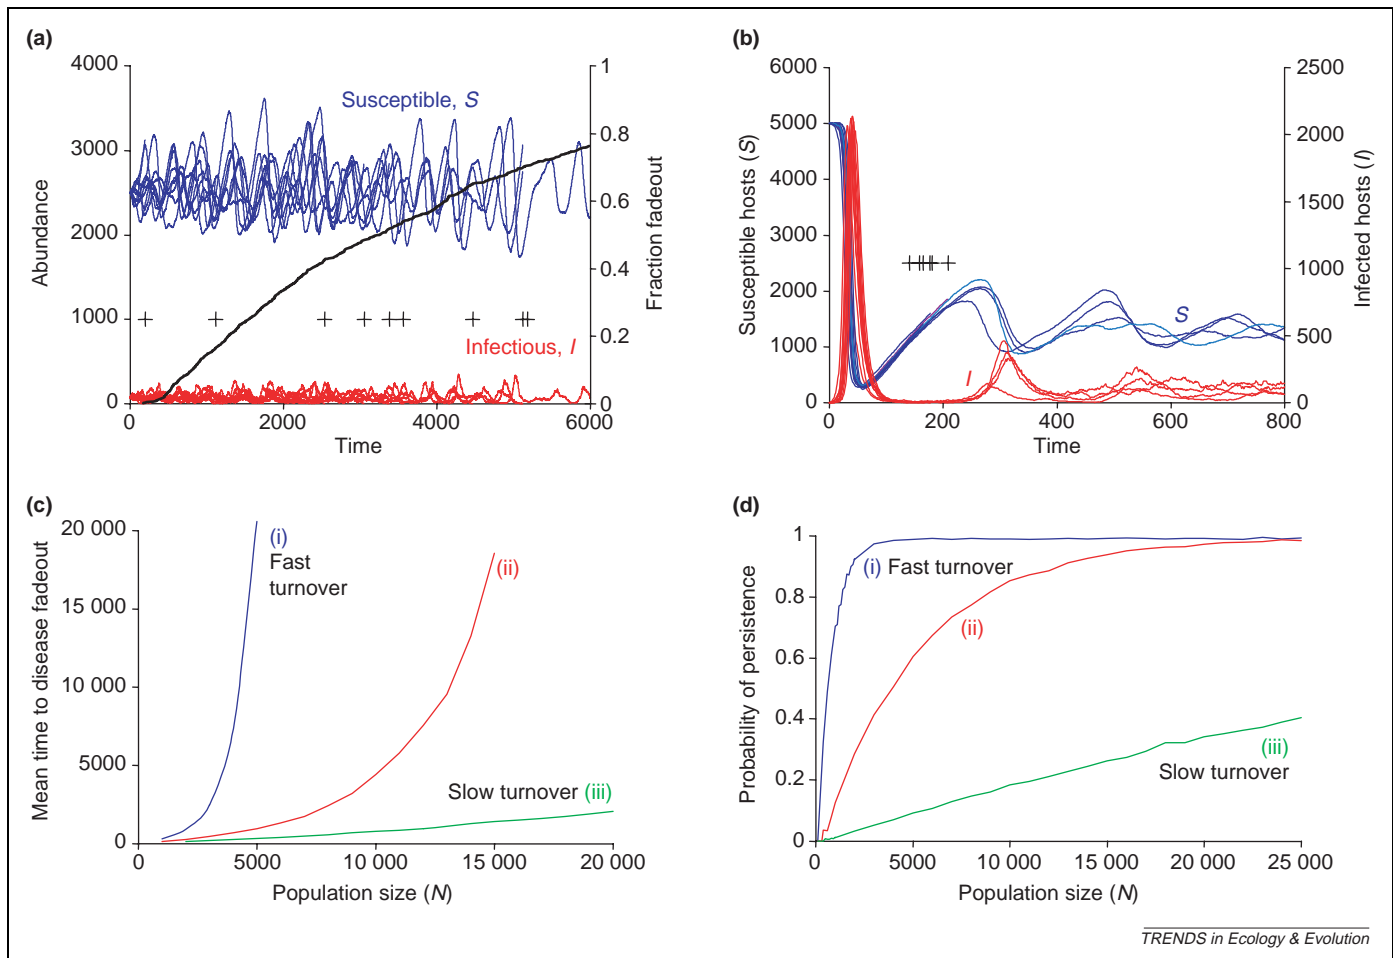 (a)
4000
3000
2000
1000
0
Abundance
Susceptible, S
Infectious, I
1
0.8
0.6
0.4
0.2
0
Fraction fadeout
0 2000 4000 6000
Time
(b)
6000
5000
4000
3000
2000
1000
0
Susceptible hosts (S)
S
I
2500
2000
1500
1000
500
0
Infected hosts (I)
0 200 400 600 800
Time
(c)
20 000
15 000
10 000
5000
0
Mean time to disease fadeout
(i)
Fast
turnover
(ii)
Slow turnover (iii)
0 5000 10 000 15 000 20 000
Population size (N)
(d)
1
0.8
0.6
0.4
0.2
0
Probability of persistence
(i) Fast turnover
(ii)
(iii)
Slow turnover
0 5000 10 000 15 000 20 000 25 000
Population size (N)
TRENDS in Ecology & Evolution